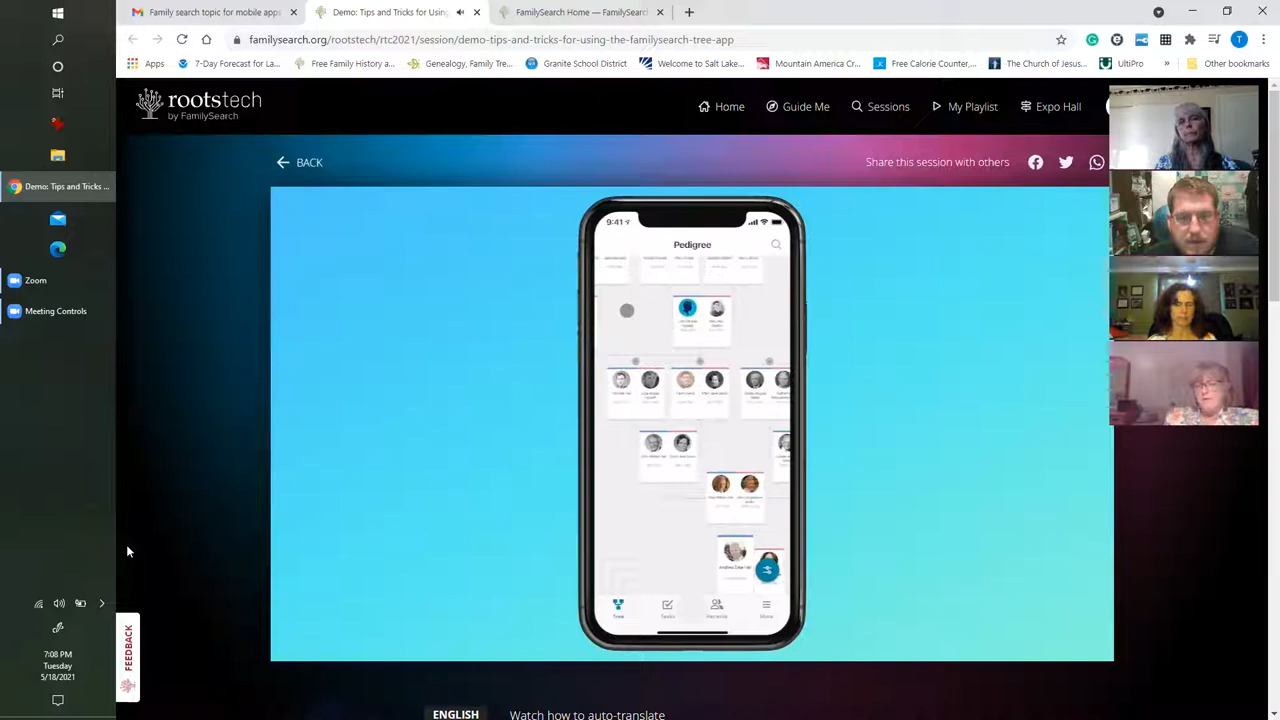 Family search topic for mobile apps
Demo: Tips and Tricks for Using
FamilySearch Home — FamilySearch
familysearch.org/rootstech/rtc2021/session/demo-tips-and-tricks-for-using-the-familysearch-tree-app
T
Apps
7-Day Forecast for La...
Free Family History a...
Genealogy, Family Tre...
Granite School District
Welcome to Salt Lake...
Mountain America Cr...
Free Calorie Counter,...
The Church of Jesus...
UltiPro
»
Other bookmarks
rootstech
by FamilySearch
Home
Guide Me
Sessions
My Playlist
Expo Hall
BACK
Share this session with others
9:41
Pedigree
Tree
Tasks
Recents
More
Demo: Tips and Tricks ...
Zoom
Meeting Controls
7:08 PM
Tuesday
5/18/2021
FEEDBACK
ENGLISH
Watch how to auto-translate